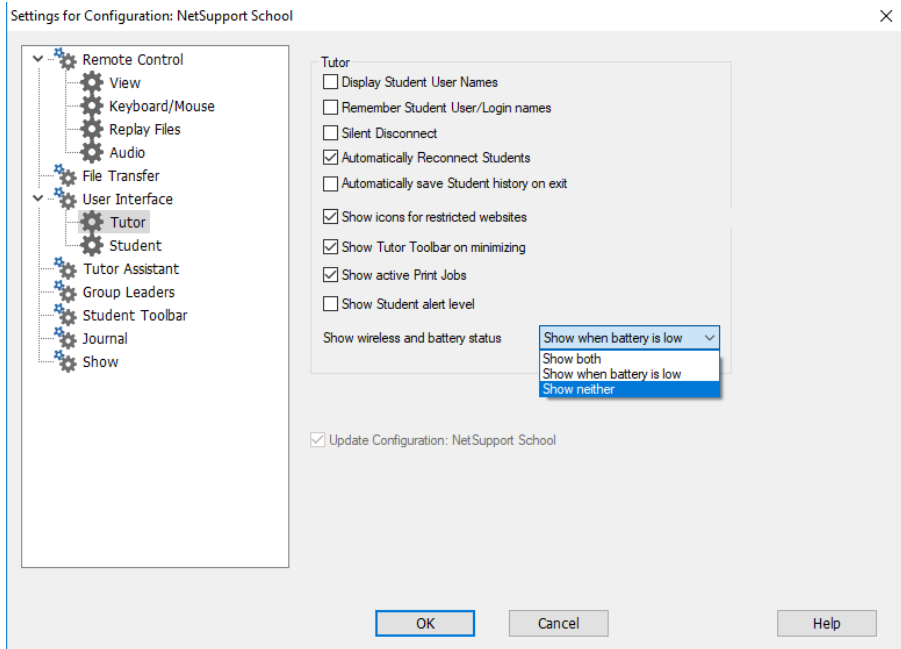 Settings for Configuration: NetSupport School
Remote Control
View
Keyboard/Mouse
Replay Files
Audio
File Transfer
User Interface
Tutor
Student
Tutor Assistant
Group Leaders
Student Toolbar
Journal
Show
Tutor
Display Student User Names
Remember Student User/Login names
Silent Disconnect
Automatically Reconnect Students
Automatically save Student history on exit
Show icons for restricted websites
Show Tutor Toolbar on minimizing
Show active Print Jobs
Show Student alert level
Show wireless and battery status Show when battery is low
Show both
Show when battery is low
Show neither
Update Configuration: NetSupport School
OK Cancel Help